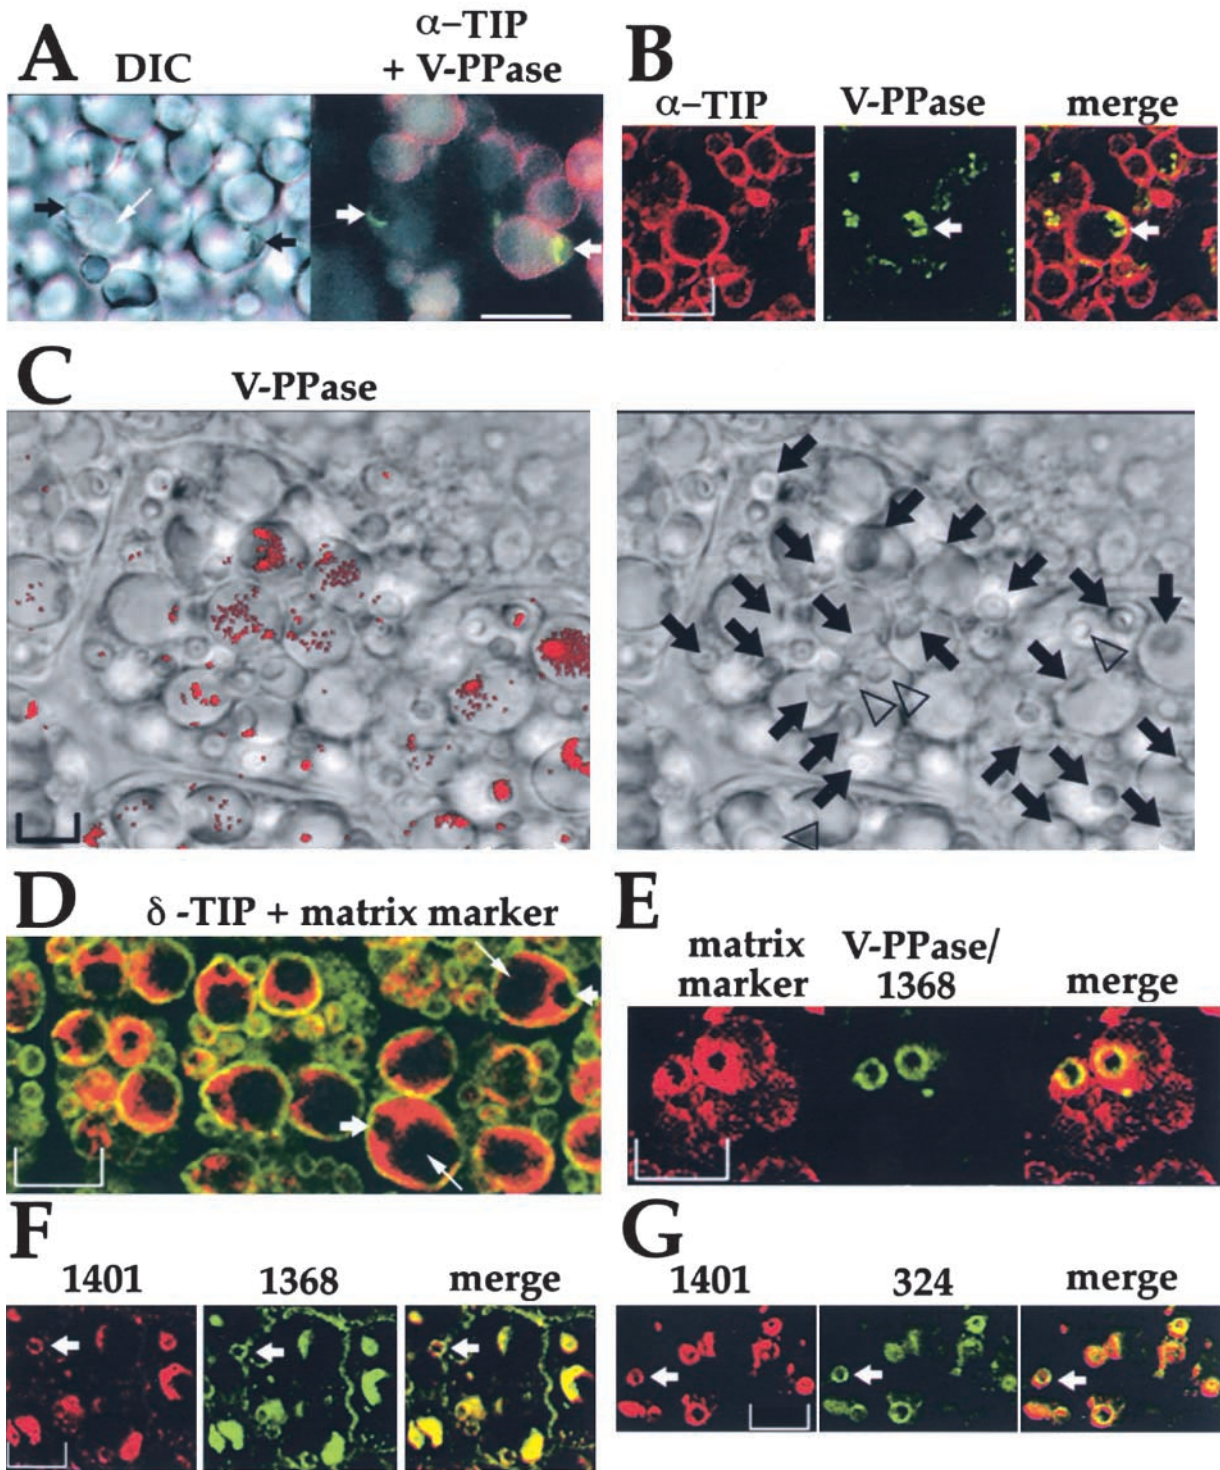 A
DIC
α–TIP
+ V-PPase
B
α–TIP
V-PPase
merge
C
V-PPase
D
δ -TIP + matrix marker
E
matrix
marker
V-PPase/
1368
merge
F
1401
1368
merge
G
1401
324
merge